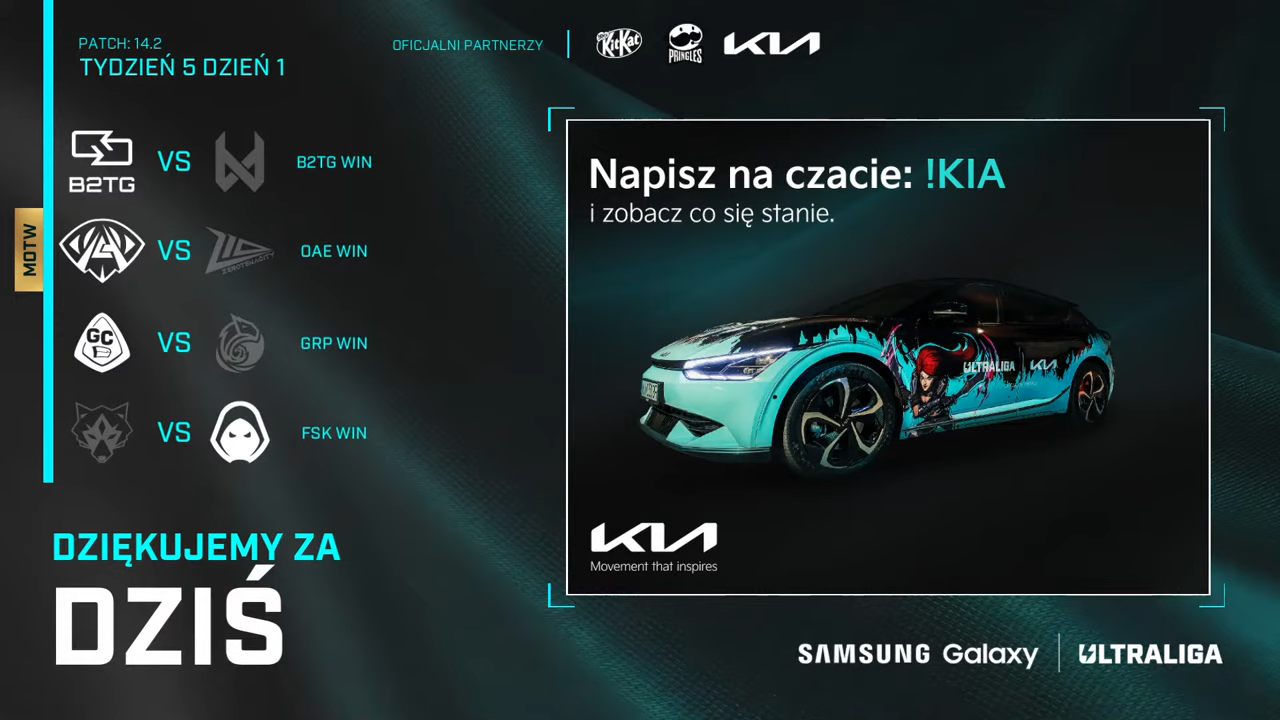 PATCH: 14.2
TYDZIEŃ 5 DZIEŃ 1
OFICJALNI PARTNERZY
KitKat
PRINGLES
KIA
B2TG
VS
B2TG WIN
MOTW
VS
ZEROTENACITY
OAE WIN
GC
VS
GRP WIN
VS
FSK WIN
DZIĘKUJEMY ZA
DZIŚ
Napisz na czacie: !KIA
i zobacz co się stanie.
ULTRALIGA
KIA
KIA
Movement that inspires
SAMSUNG Galaxy
ULTRALIGA